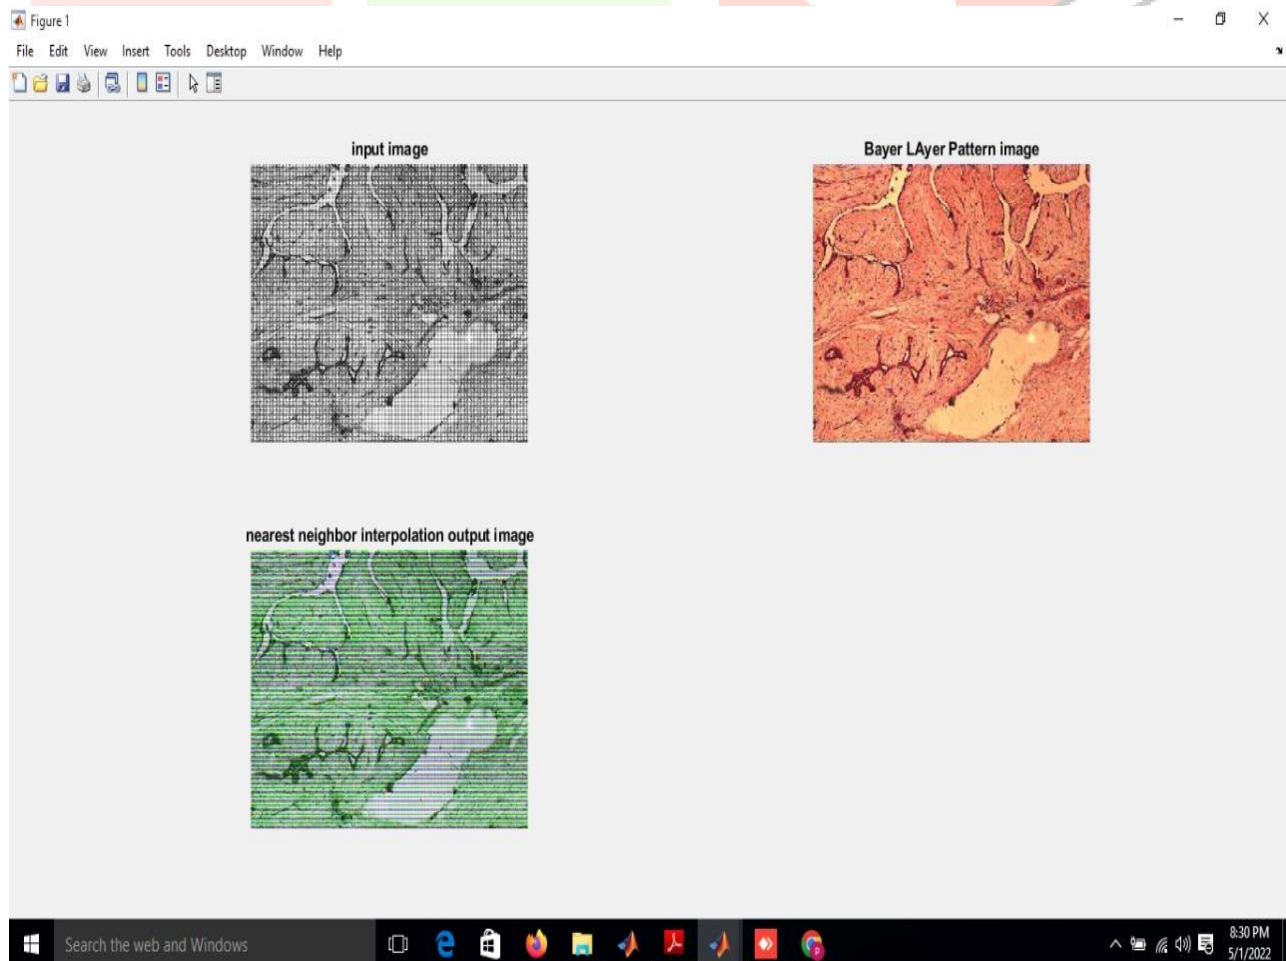 Figure 1
File Edit View Insert Tools Desktop Window Help
input image
Bayer LAyer Pattern image
nearest neighbor interpolation output image
Search the web and Windows
8:30 PM
5/1/2022